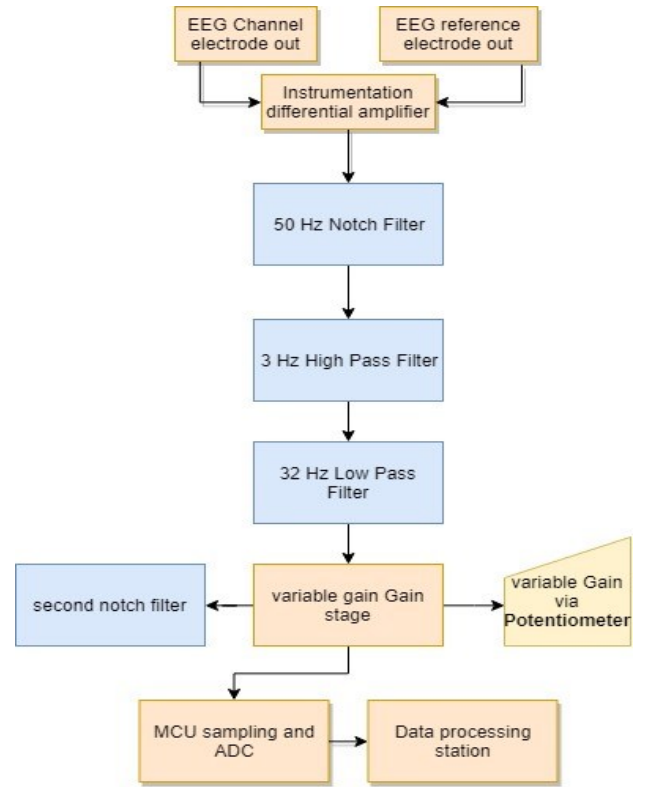 EEG Channel
electrode out
EEG reference
electrode out
Instrumentation
differential amplifier
50 Hz Notch Filter
3 Hz High Pass Filter
32 Hz Low Pass
Filter
second notch filter
variable gain Gain
stage
variable Gain
via
Potentiometer
MCU sampling and
ADC
Data processing
station